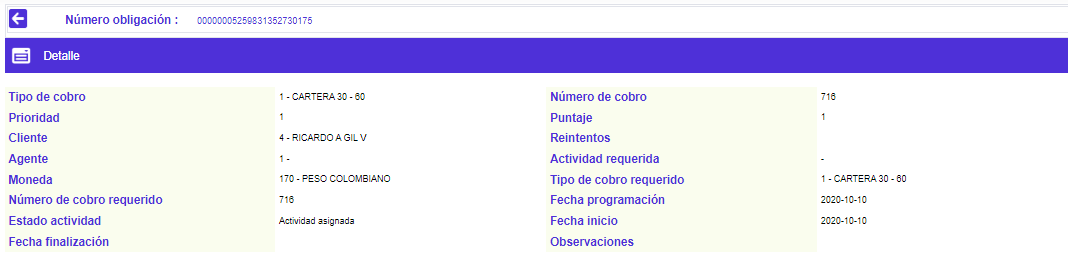 Número obligación : 00000005259831352730175
Detalle
Tipo de cobro 1 - CARTERA 30 - 60 Número de cobro 716
Prioridad 1 Puntaje 1
Cliente 4 - RICARDO A GIL V Reintentos
Agente 1 - Actividad requerida -
Moneda 170 - PESO COLOMBIANO Tipo de cobro requerido 1 - CARTERA 30 - 60
Número de cobro requerido 716 Fecha programación 2020-10-10
Estado actividad Actividad asignada Fecha inicio 2020-10-10
Fecha finalización Observaciones